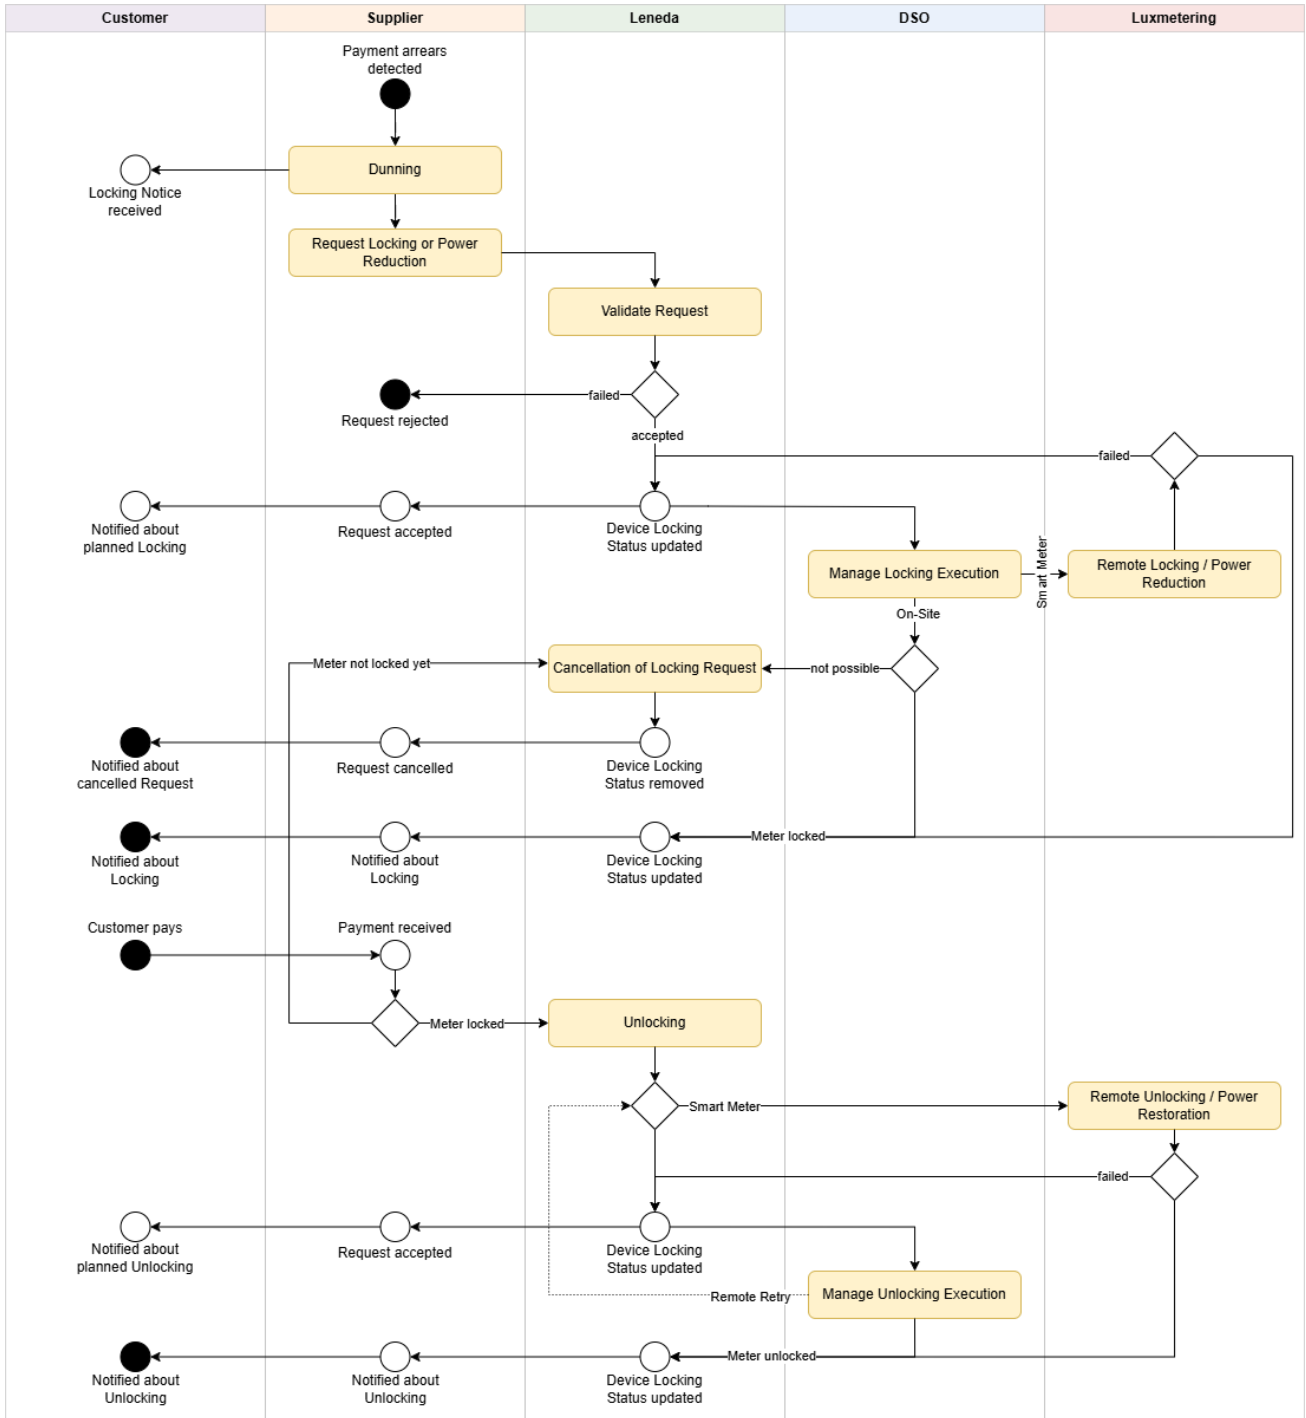 Customer
Supplier
Leneda
DSO
Luxmetering
Payment arrears
detected
Dunning
Locking Notice
received
Request Locking or Power
Reduction
Validate Request
failed
Request rejected
accepted
failed
Notified about
planned Locking
Request accepted
Device Locking
Status updated
Manage Locking Execution
Smart Meter
Remote Locking / Power
Reduction
On-Site
Meter not locked yet
Cancellation of Locking Request
not possible
Notified about
cancelled Request
Request cancelled
Device Locking
Status removed
Meter locked
Notified about
Locking
Notified about
Locking
Device Locking
Status updated
Customer pays
Payment received
Meter locked
Unlocking
Smart Meter
Remote Unlocking / Power
Restoration
failed
Notified about
planned Unlocking
Request accepted
Device Locking
Status updated
Remote Retry
Manage Unlocking Execution
Meter unlocked
Notified about
Unlocking
Notified about
Unlocking
Device Locking
Status updated